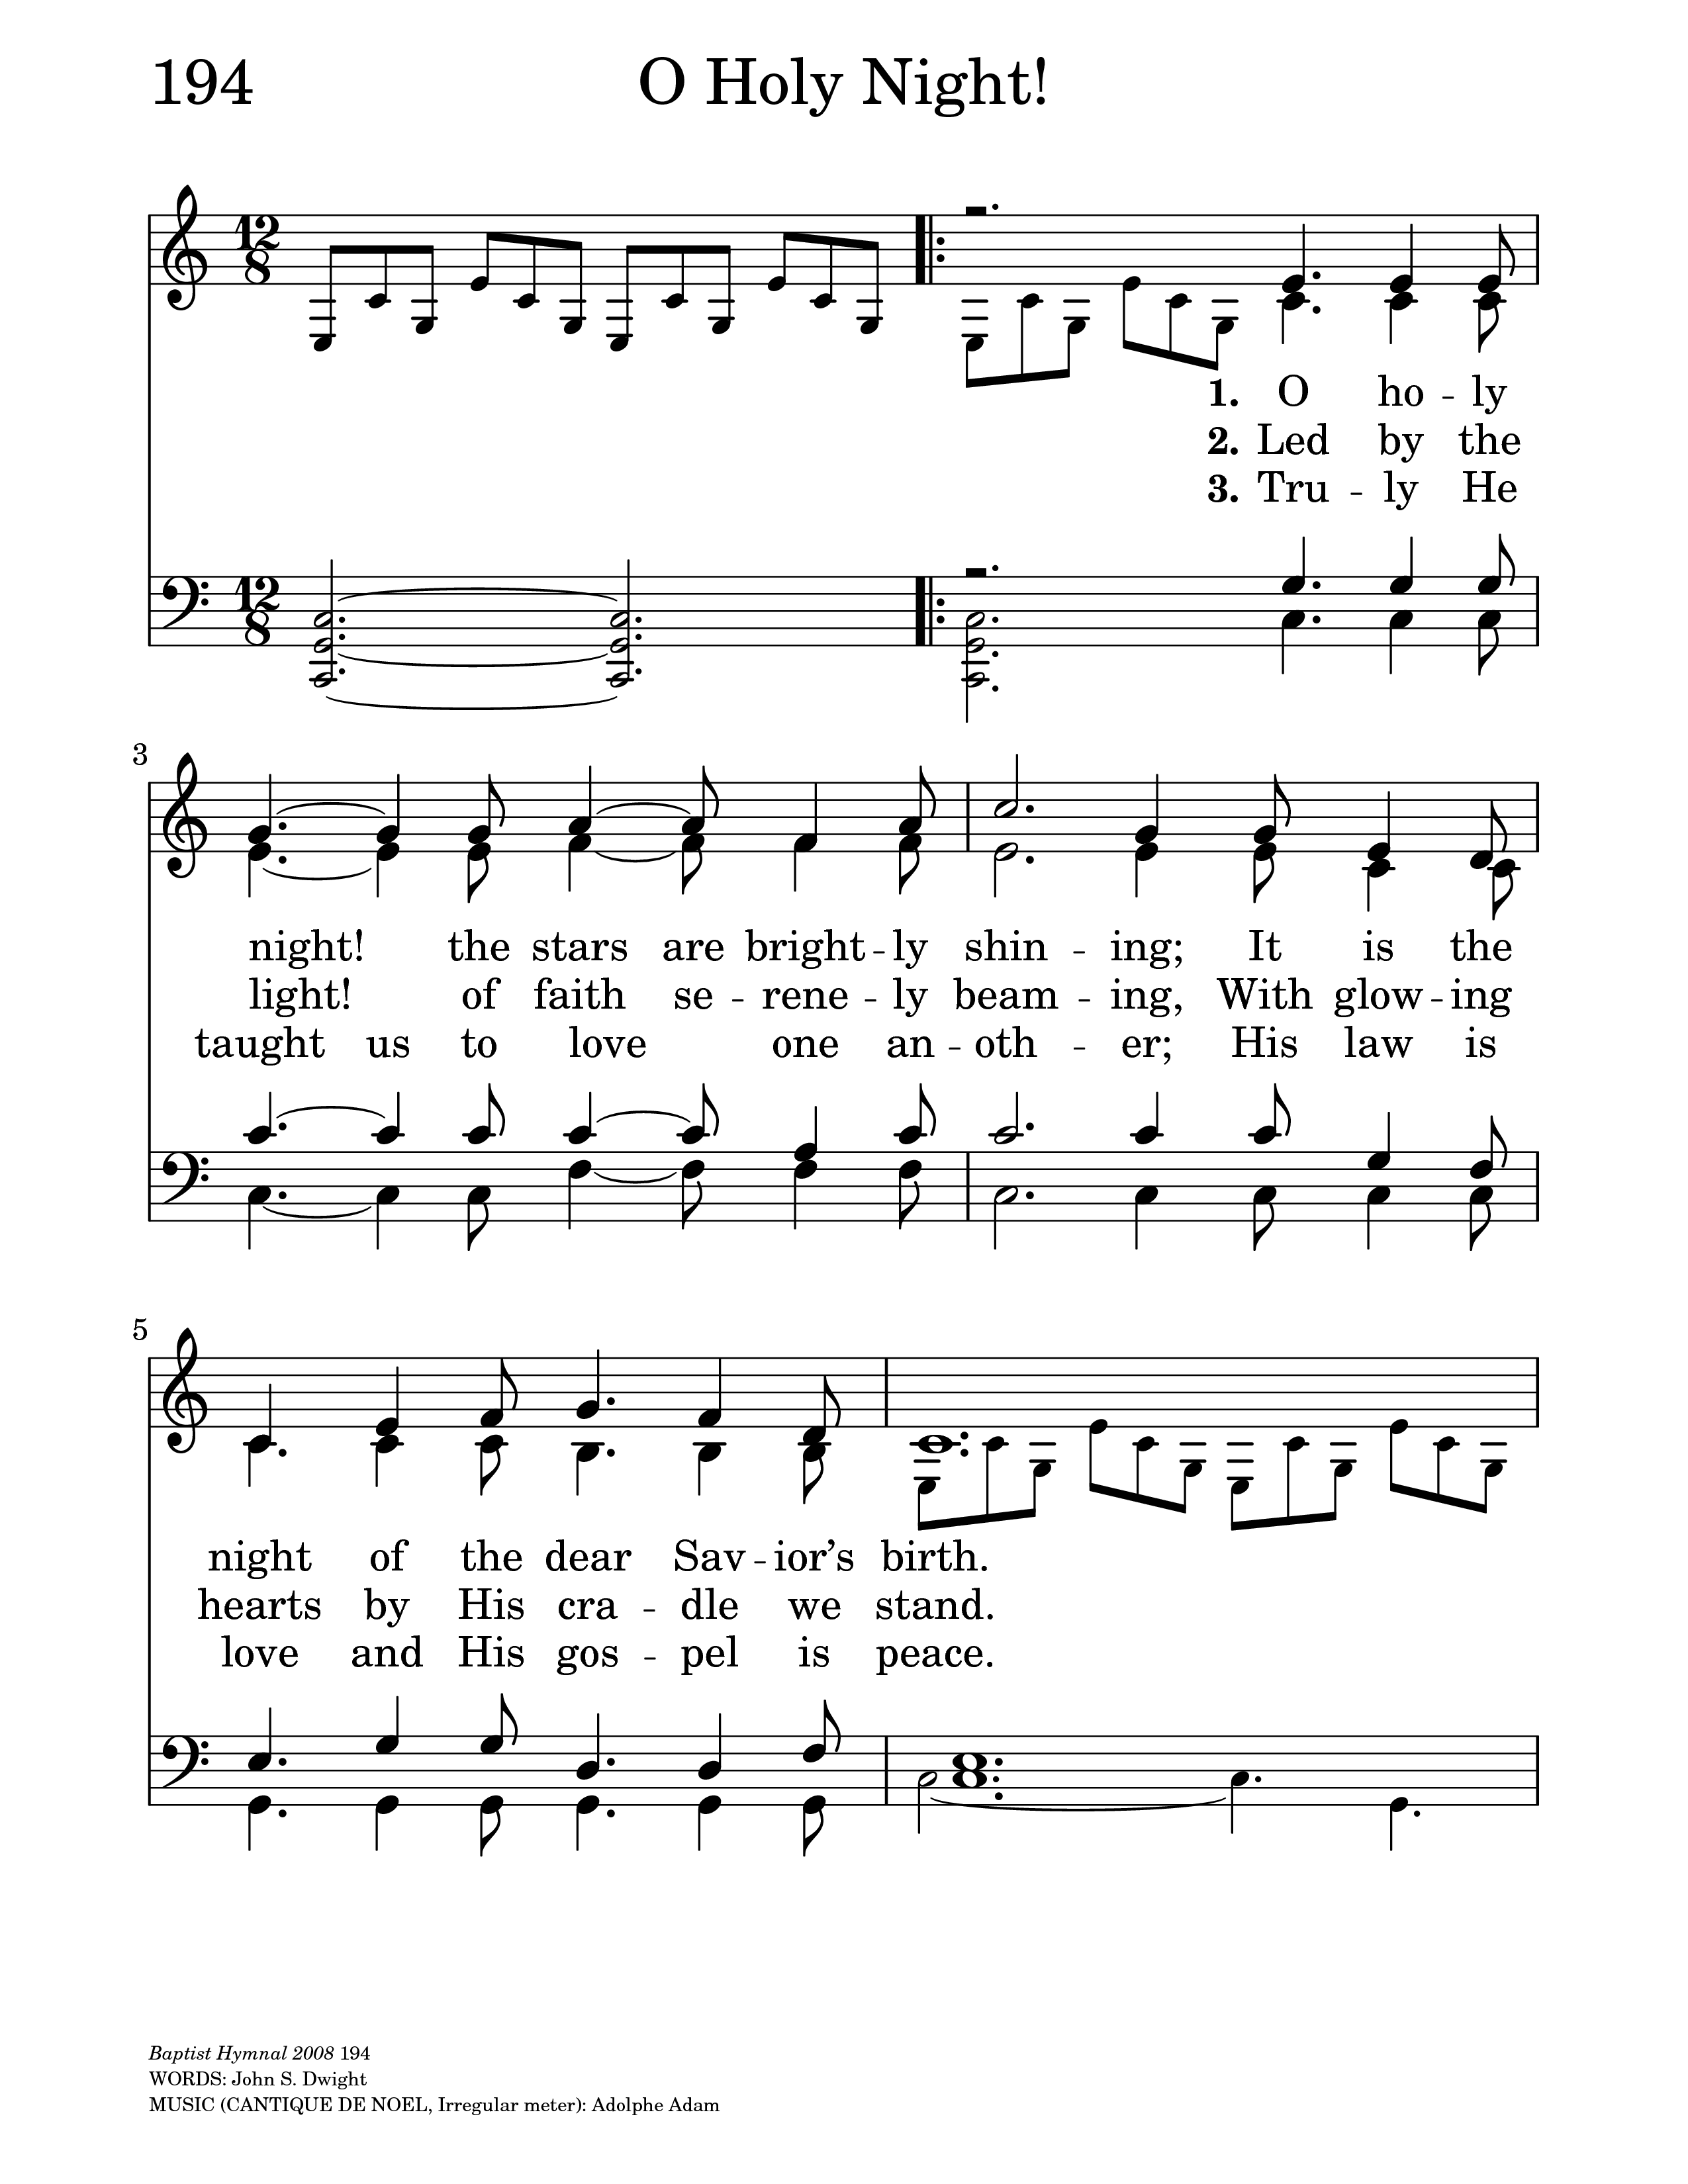 194 O Holy Night!
12
8
1. O ho - ly
2. Led by the
3. Tru - ly He
12
8
3
night! the stars are bright - ly shin - ing; It is the
light! of faith se - rene - ly beam - ing, With glow - ing
taught us to love one an - oth - er; His law is
5
night of the dear Sav - ior’s birth.
hearts by His cra - dle we stand.
love and His gos - pel is peace.
Baptist Hymnal 2008 194
WORDS: John S. Dwight
MUSIC (CANTIQUE DE NOEL, Irregular meter): Adolphe Adam